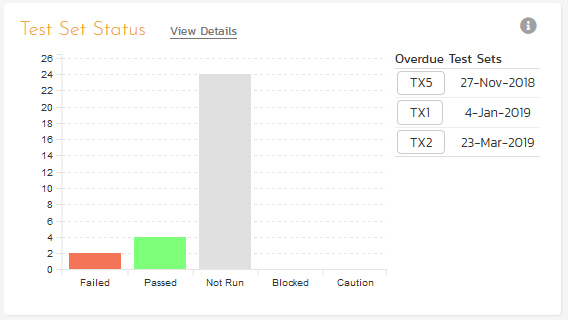 Test Set Status View Details
26
24
22
20
18
16
14
12
10
8
6
4
2
0
Failed Passed Not Run Blocked Caution
Overdue Test Sets
TX5 27-Nov-2018
TX1 4-Jan-2019
TX2 23-Mar-2019